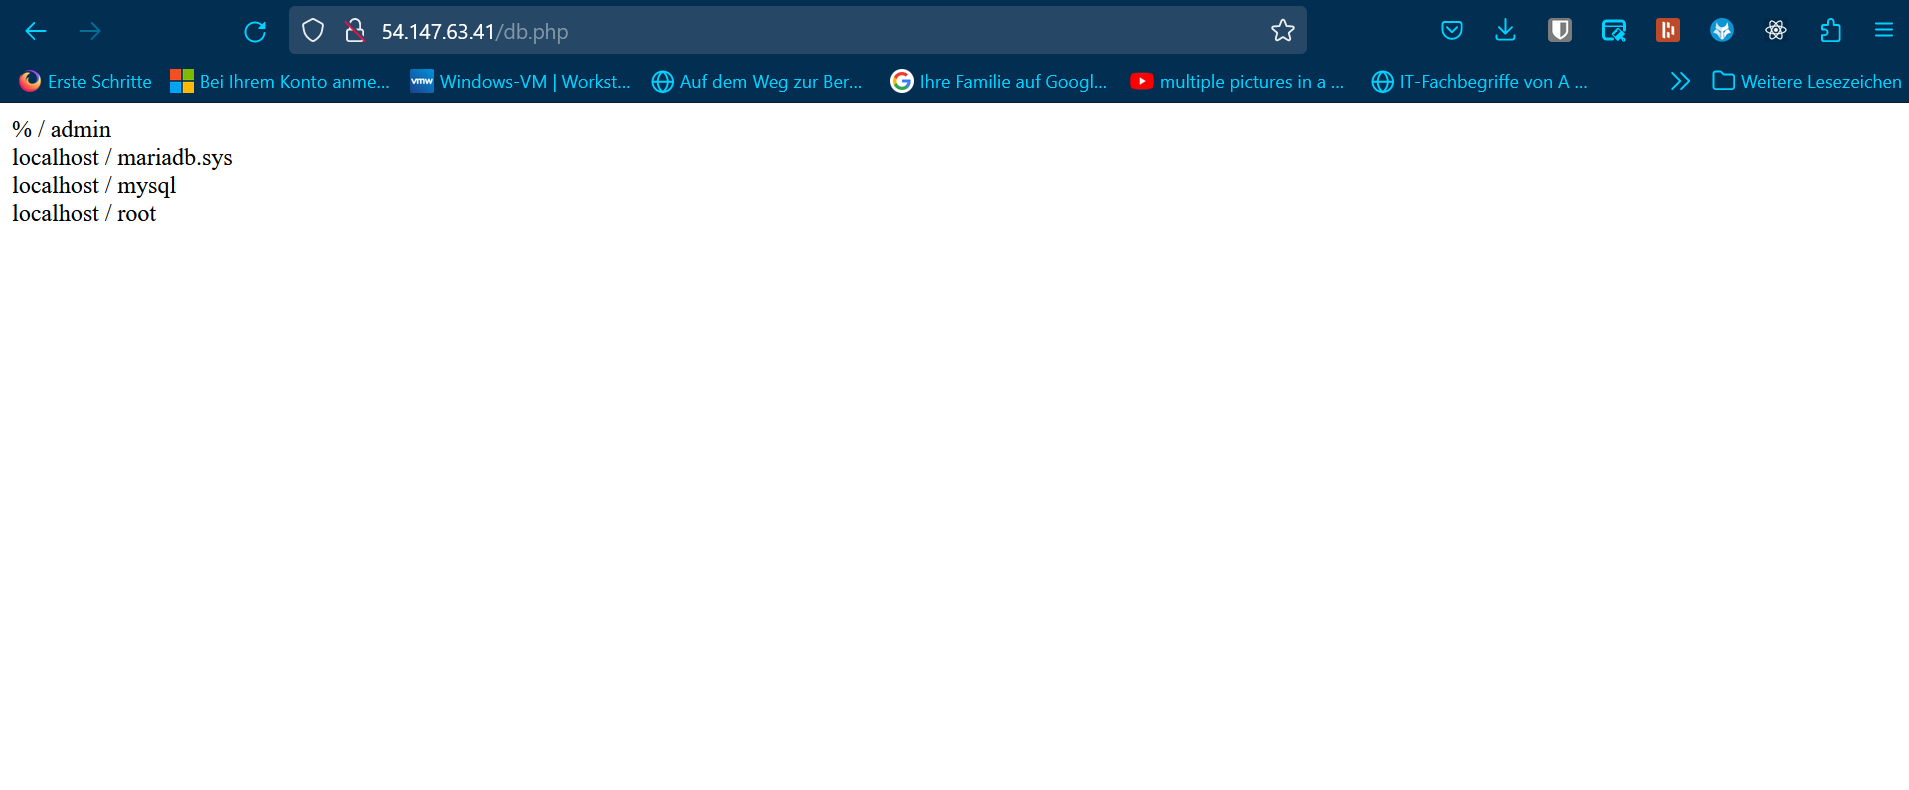 54.147.63.41/db.php
Erste Schritte
Bei Ihrem Konto anme...
vmw
Windows-VM | Workst...
Auf dem Weg zur Ber...
Ihre Familie auf Googl...
multiple pictures in a ...
IT-Fachbegriffe von A ...
Weitere Lesezeichen
% / admin
localhost / mariadb.sys
localhost / mysql
localhost / root